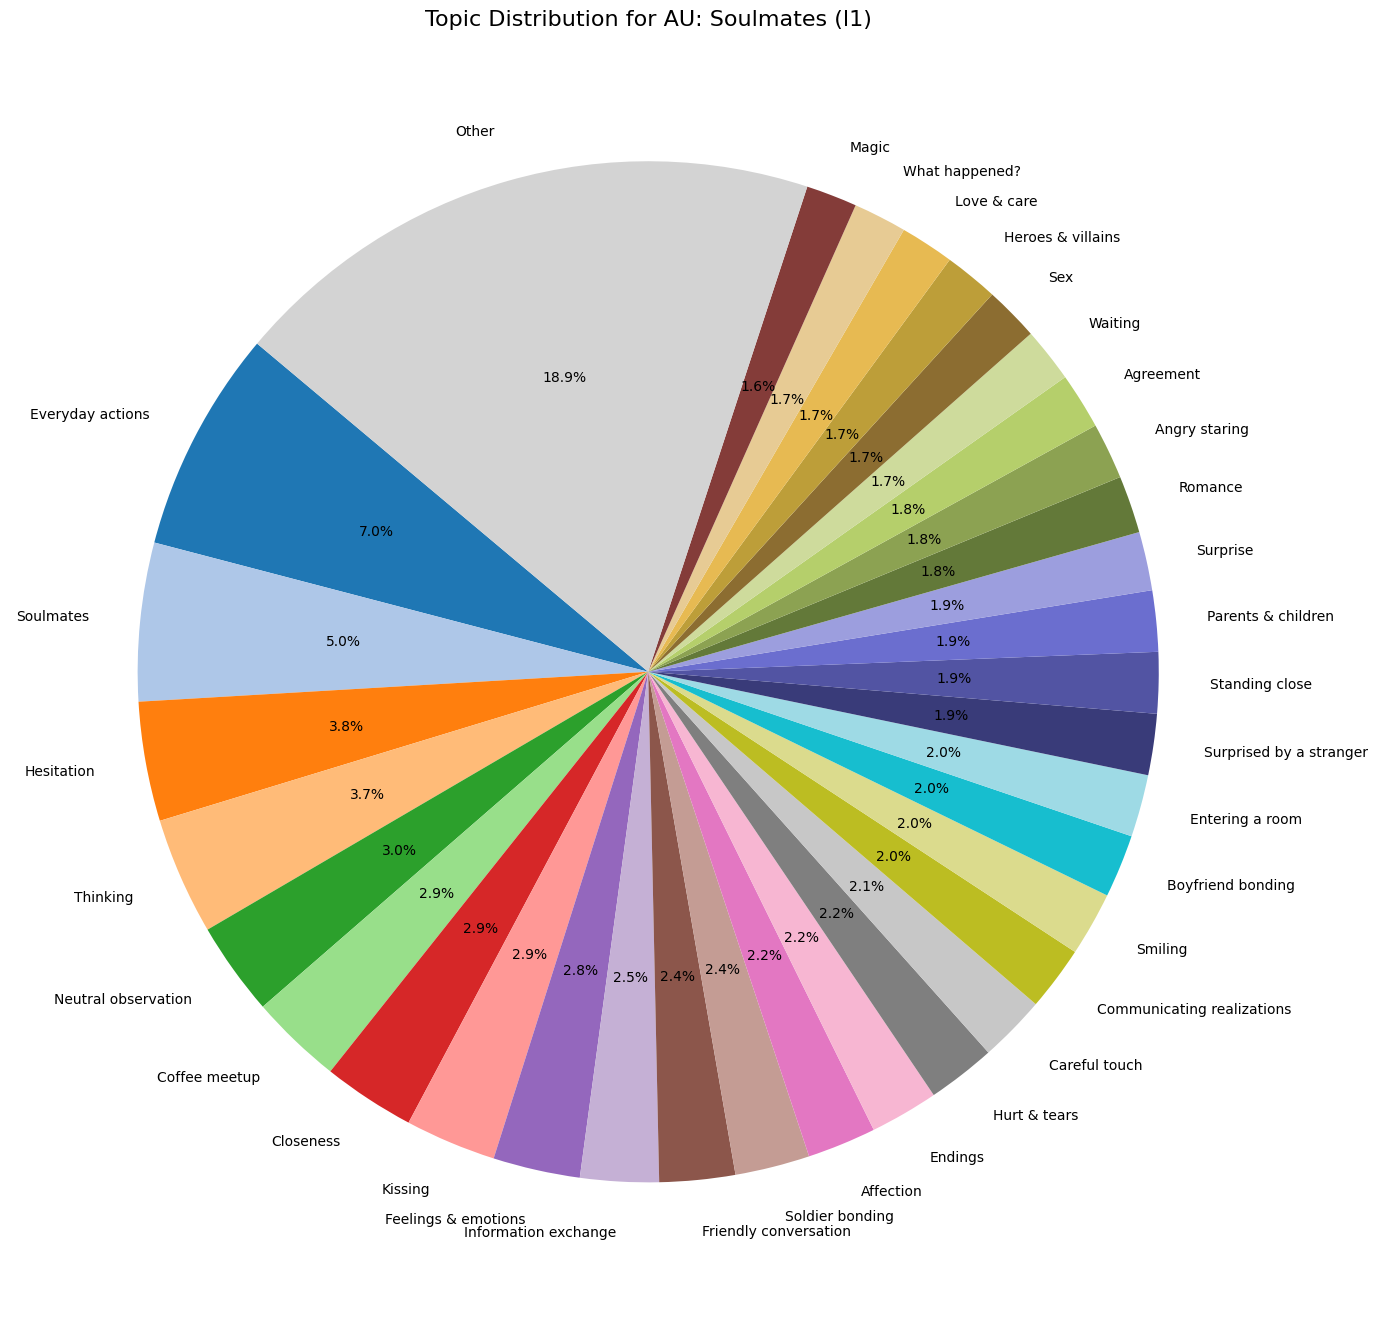 Topic Distribution for AU: Soulmates (l1)
Other
18.9%
Everyday actions
7.0%
Soulmates
5.0%
Hesitation
3.8%
Thinking
3.7%
Neutral observation
3.0%
Coffee meetup
2.9%
Closeness
2.9%
Kissing
2.9%
Feelings & emotions
2.8%
Information exchange
2.5%
Friendly conversation
2.4%
Soldier bonding
2.4%
Affection
2.2%
Endings
2.2%
Hurt & tears
2.2%
Careful touch
2.1%
Communicating realizations
2.0%
Smiling
2.0%
Boyfriend bonding
2.0%
Entering a room
2.0%
Surprised by a stranger
1.9%
Standing close
1.9%
Parents & children
1.9%
Surprise
1.9%
Romance
1.8%
Angry staring
1.8%
Agreement
1.8%
Waiting
1.7%
Sex
1.7%
Heroes & villains
1.7%
Love & care
1.7%
What happened?
1.7%
Magic
1.6%